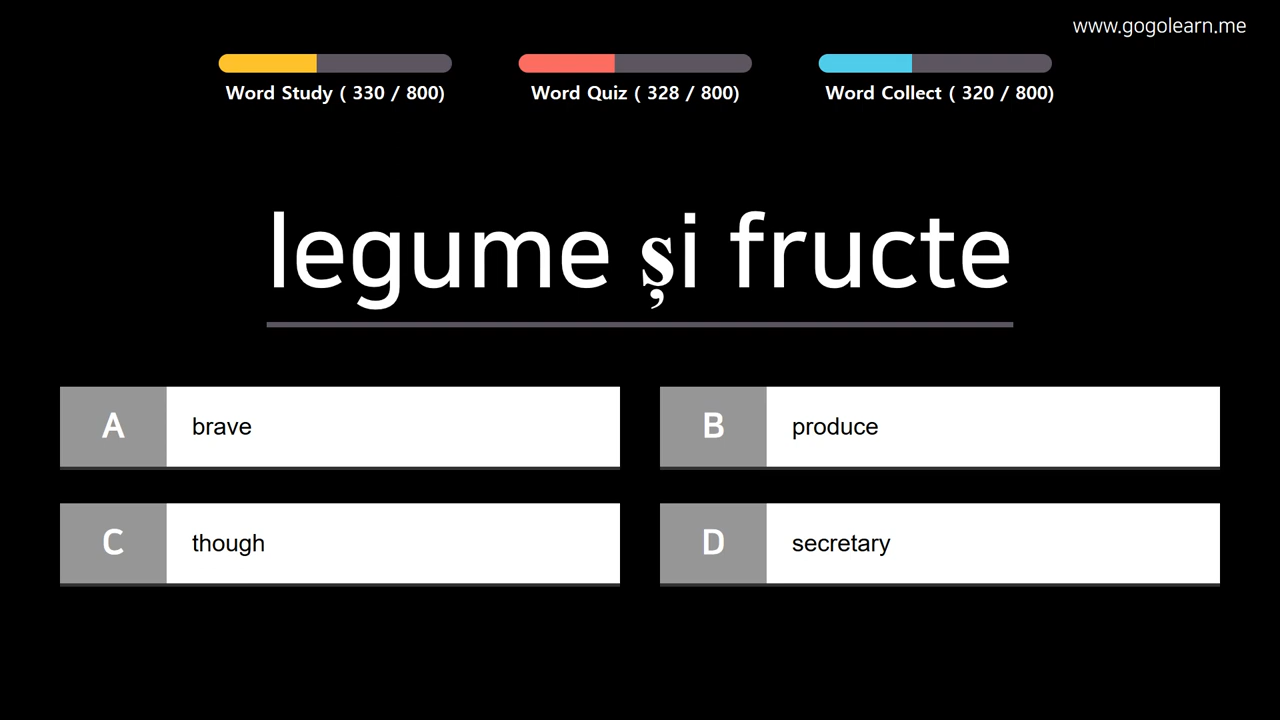 www.gogolearn.me
Word Study ( 330 / 800)
Word Quiz ( 328 / 800)
Word Collect ( 320 / 800)
legume și fructe
A brave
B produce
C though
D secretary